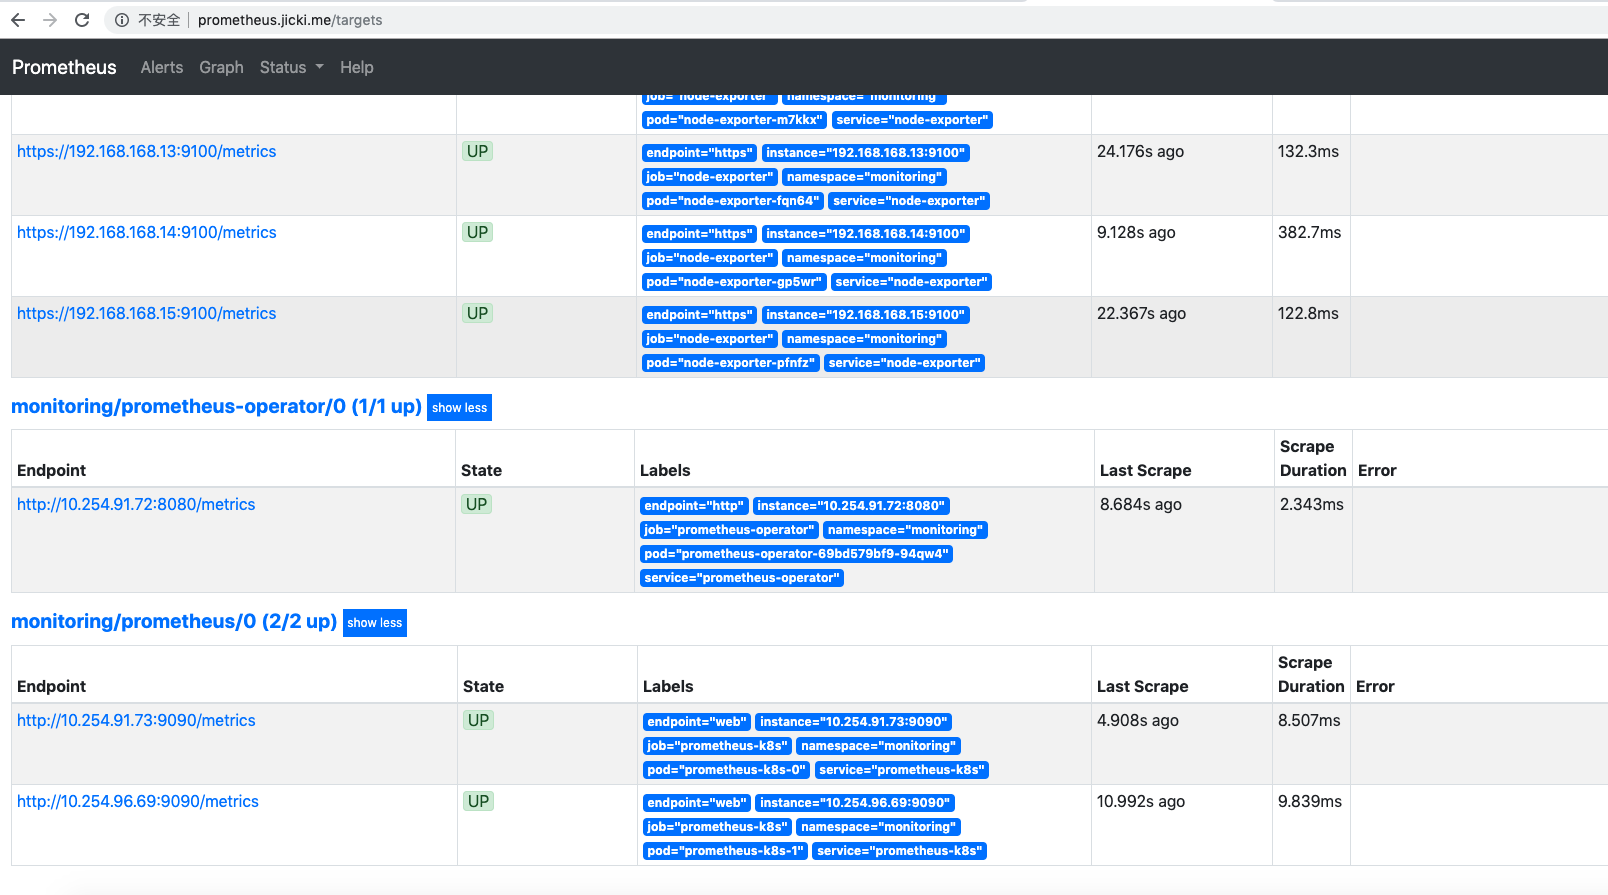 不安全 prometheus.jicki.me/targets
Prometheus Alerts Graph Status Help
job="node-exporter" namespace="monitoring"
pod="node-exporter-m7kkx" service="node-exporter"
https://192.168.168.13:9100/metrics UP endpoint="https" instance="192.168.168.13:9100" 24.176s ago 132.3ms
job="node-exporter" namespace="monitoring"
pod="node-exporter-fqn64" service="node-exporter"
https://192.168.168.14:9100/metrics UP endpoint="https" instance="192.168.168.14:9100" 9.128s ago 382.7ms
job="node-exporter" namespace="monitoring"
pod="node-exporter-gp5wr" service="node-exporter"
https://192.168.168.15:9100/metrics UP endpoint="https" instance="192.168.168.15:9100" 22.367s ago 122.8ms
job="node-exporter" namespace="monitoring"
pod="node-exporter-pfnfz" service="node-exporter"
monitoring/prometheus-operator/0 (1/1 up) show less
Endpoint State Labels Last Scrape Scrape Duration Error
http://10.254.91.72:8080/metrics UP endpoint="http" instance="10.254.91.72:8080" 8.684s ago 2.343ms
job="prometheus-operator" namespace="monitoring"
pod="prometheus-operator-69bd579bf9-94qw4"
service="prometheus-operator"
monitoring/prometheus/0 (2/2 up) show less
Endpoint State Labels Last Scrape Scrape Duration Error
http://10.254.91.73:9090/metrics UP endpoint="web" instance="10.254.91.73:9090" 4.908s ago 8.507ms
job="prometheus-k8s" namespace="monitoring"
pod="prometheus-k8s-0" service="prometheus-k8s"
http://10.254.96.69:9090/metrics UP endpoint="web" instance="10.254.96.69:9090" 10.992s ago 9.839ms
job="prometheus-k8s" namespace="monitoring"
pod="prometheus-k8s-1" service="prometheus-k8s"